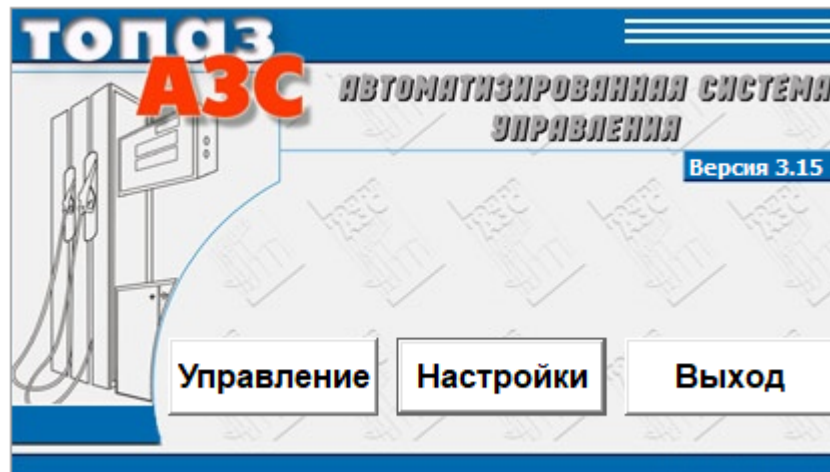 топаз
АЗС
АВТОМАТИЗИРОВАННАЯ СИСТЕМА
УПРАВЛЕНИЯ
Версия 3.15
Управление
Настройки
Выход